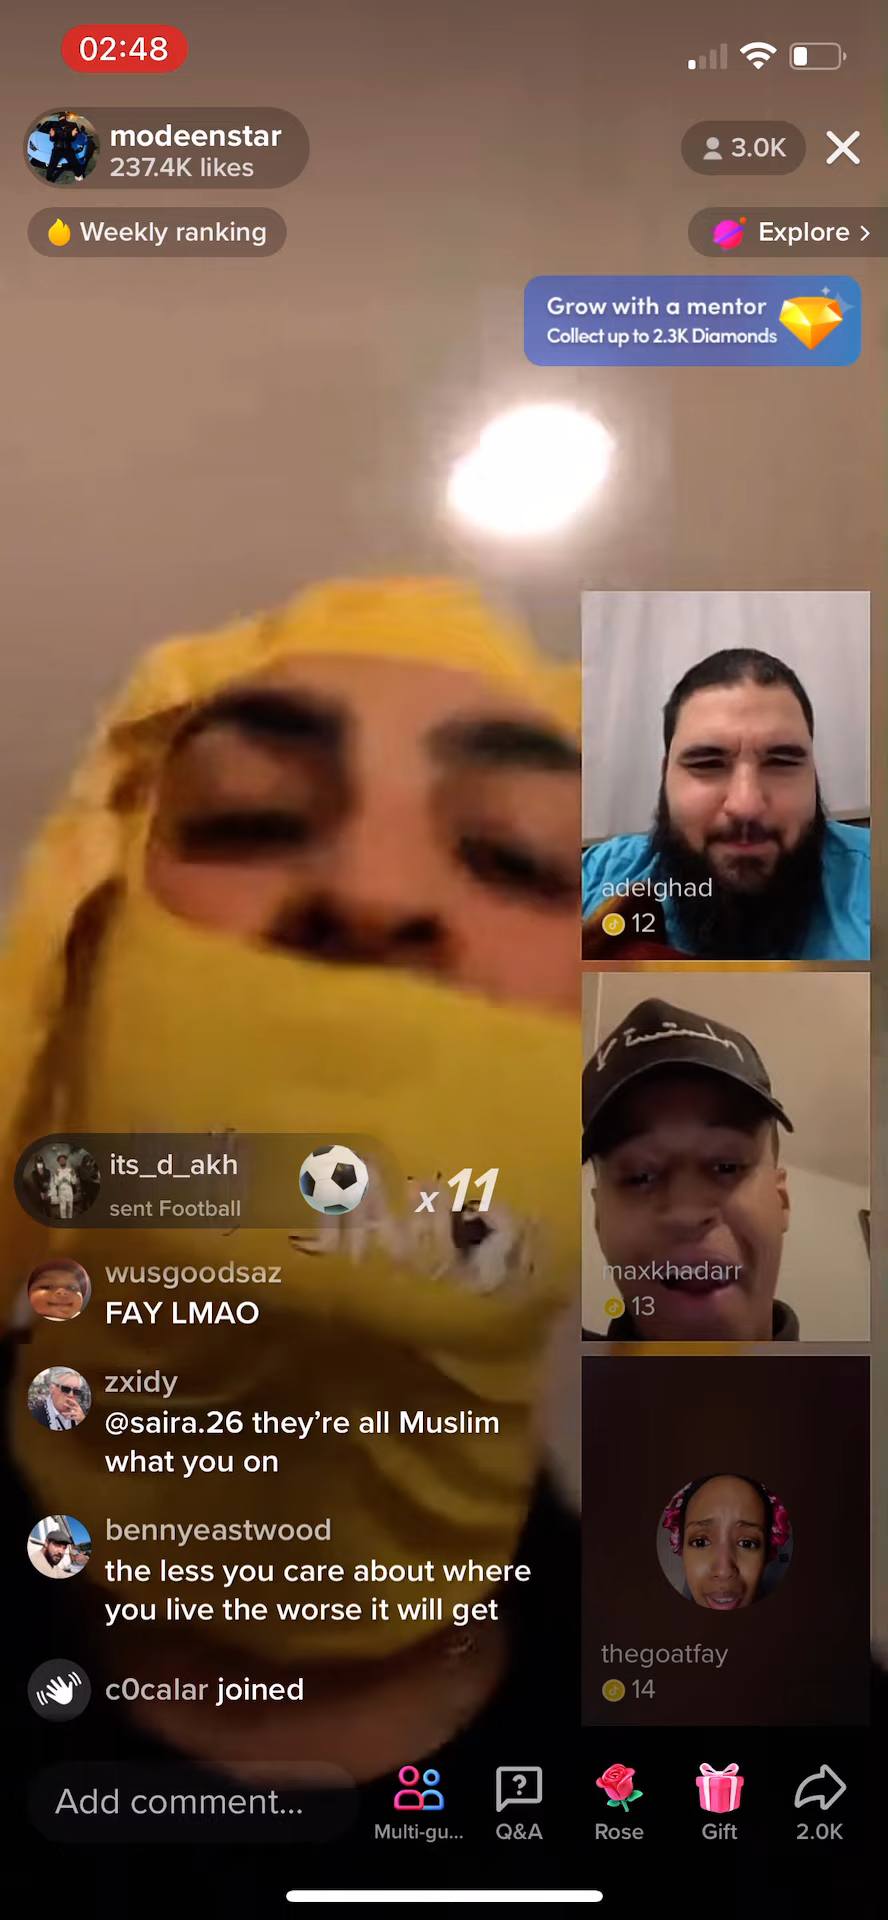 02:48
modeenstar
237.4K likes
3.0K
Weekly ranking
Explore >
Grow with a mentor
Collect up to 2.3K Diamonds
adelghad
12
maxkhadarr
13
its_d_akh
sent Football
x11
wusgoodsaz
FAY LMAO
zxidy
@saira.26 they’re all Muslim
what you on
bennyeastwood
the less you care about where
you live the worse it will get
c0calar joined
thegoatfay
14
Add comment...
Multi-gu...
Q&A
Rose
Gift
2.0K